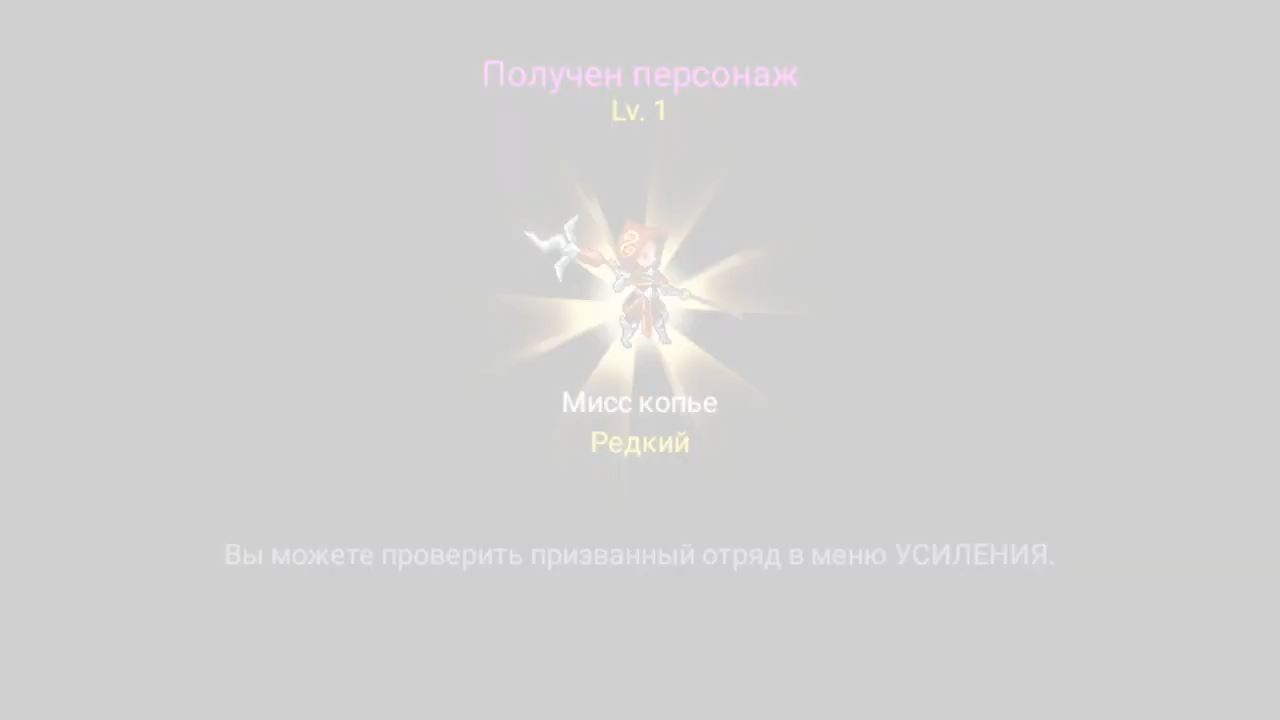 Получен персонаж
Lv. 1
Мисс копье
Редкий
Вы можете проверить призванный отряд в меню УСИЛЕНИЯ.